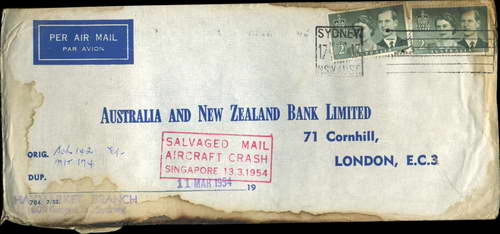 PER AIR MAIL
PAR AVION
SYDNEY
AUSTRALIA AND NEW ZEALAND BANK LIMITED
71 Cornhill,
LONDON, E.C.3
SALVAGED MAIL
AIRCRAFT CRASH
SINGAPORE 13.3.1954
11 MAR 1954
19
ORIG.
DUP.
BRANCH